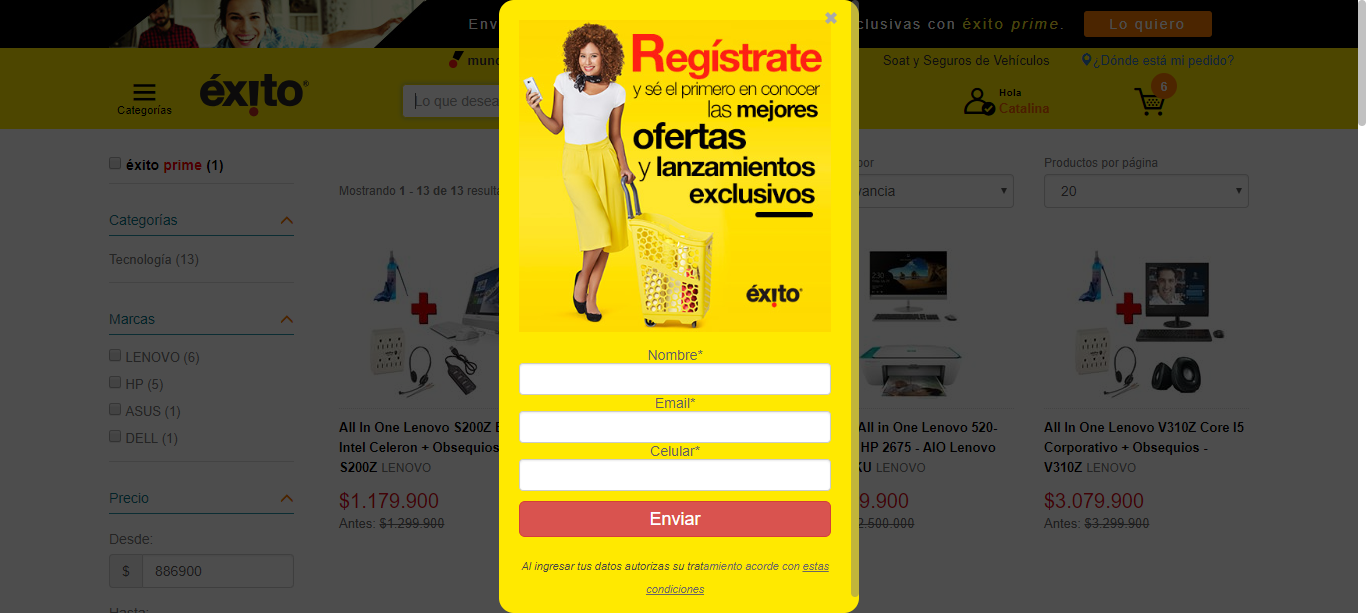 Env
clusivas con éxito prime.
Lo quiero
mund
Soat y Seguros de Vehículos
¿Dónde está mi pedido?
Categorías
éxito
Lo que desea
Hola
Catalina
6
éxito prime (1)
Mostrando 1 - 13 de 13 resulta
por
vancia
Productos por página
20
Categorías
Tecnología (13)
Marcas
LENOVO (6)
HP (5)
ASUS (1)
DELL (1)
Precio
Desde:
$ 886900
Hasta:
All In One Lenovo S200Z
Intel Celeron + Obsequios
S200Z LENOVO
$1.179.900
Antes: $1.299.900
All in One Lenovo 520-
HP 2675 - AIO Lenovo
KU LENOVO
9.900
2.500.000
All In One Lenovo V310Z Core I5
Corporativo + Obsequios -
V310Z LENOVO
$3.079.900
Antes: $3.299.900
Regístrate
y sé el primero en conocer
las mejores
ofertas
y lanzamientos
exclusivos
éxito
Nombre*
Email*
Celular*
Enviar
Al ingresar tus datos autorizas su tratamiento acorde con estas
condiciones